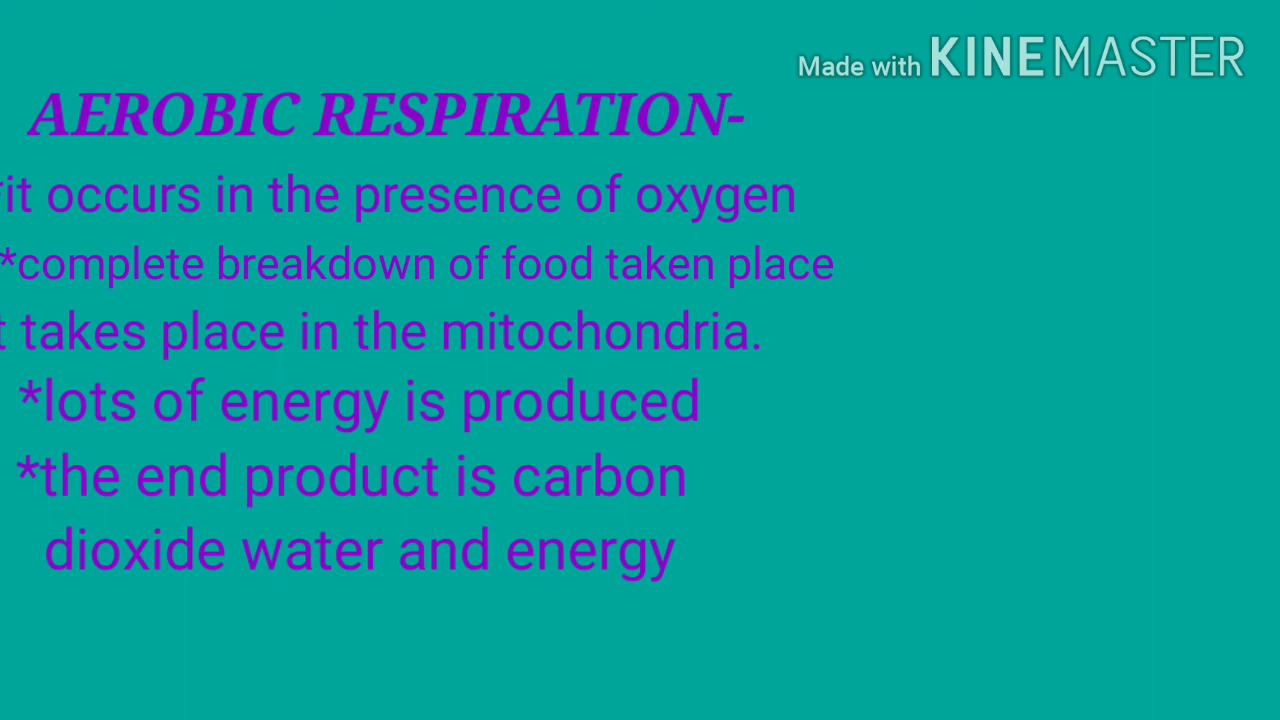 Made with KINEMASTER
AEROBIC RESPIRATION-
*it occurs in the presence of oxygen
*complete breakdown of food taken place
t takes place in the mitochondria.
*lots of energy is produced
*the end product is carbon
dioxide water and energy